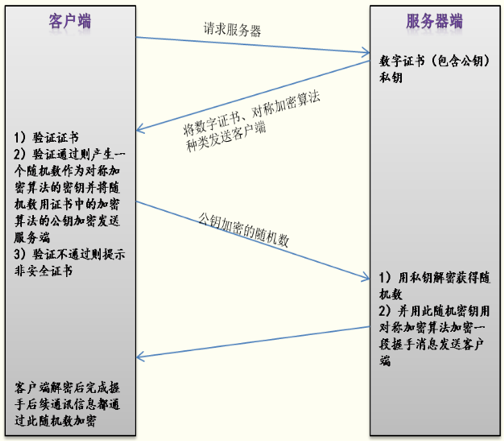 客户端
服务器端
请求服务器
数字证书（包含公钥）
私钥
将数字证书、对称加密算法
种类发送客户端
1）验证证书
2）验证通过则产生一
个随机数作为对称加
密算法的密钥并将随
机数用证书中的加密
算法的公钥加密发送
服务端
3）验证不通过则提示
非安全证书
公钥加密的随机数
1）用私钥解密获得随
机数
2）并用此随机密钥用
对称加密算法加密一
段握手消息发送客户
端
客户端解密后完成握
手后续通讯信息都通
过此随机数加密